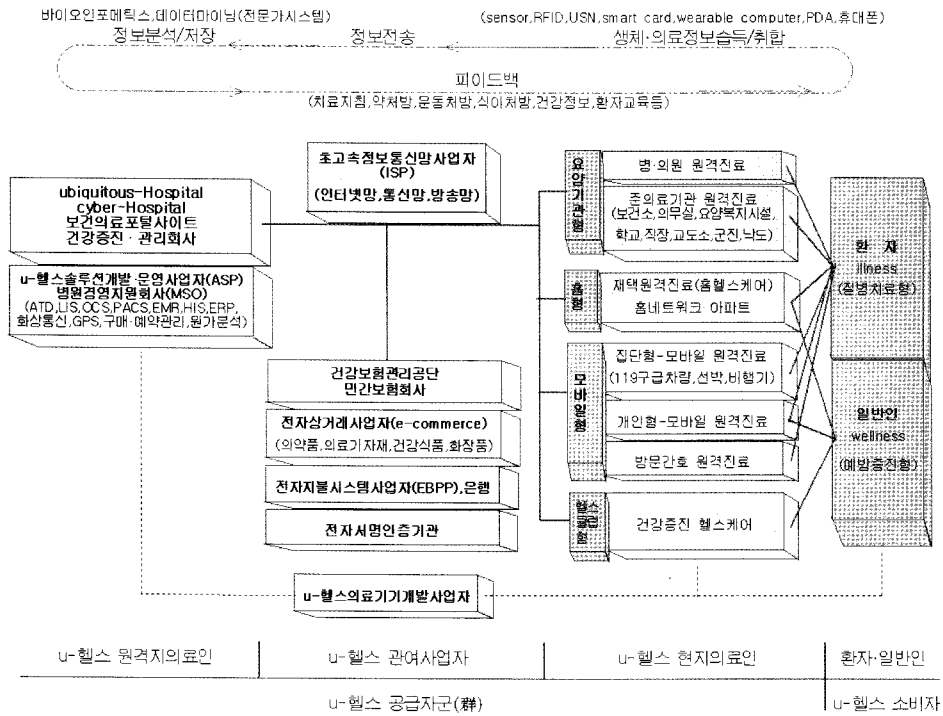 바이오인포메틱스,데이터마이닝(전문가시스템)
(sensor,RFID,USN,smart card,wearable computer,PDA,휴대폰)
정보분석/저장
정보전송
생체·의료정보습득/취합
피이드백
(치료지침,약처방,운동처방,식이처방,건강정보,환자교육등)
ubiquitous-Hospital
cyber-Hospital
보건의료포탈사이트
건강증진·관리회사
u-헬스솔루션개발·운영사업자(ASP)
병원경영지원회사(MSO)
(ATD,LIS,OCS,PACS,EMR,HIS,ERP,
화상통신,GPS,구매·예약관리,원가분석)
초고속정보통신망사업자
(ISP)
(인터넷망,통신망,방송망)
건강보험관리공단
민간보험회사
전자상거래사업자(e-commerce)
(의약품,의료기자재,건강식품,화장품)
전자지불시스템사업자(EBPP),은행
전자서명인증기관
u-헬스의료기기개발사업자
요양기관형
병·의원 원격진료
준의료기관 원격진료
(보건소,의무실,요양복지시설,
학교,직장,교도소,군진,낙도)
홈형
재택원격진료(홈헬스케어)
홈네트워크 아파트
모바일형
집단형-모바일 원격진료
(119구급차량,선박,비행기)
개인형-모바일 원격진료
방문간호 원격진료
헬스공급형
건강증진 헬스케어
환 자
illness
(질병치료형)
일반인
wellness
(예방증진형)
u-헬스 원격지의료인
u-헬스 관여사업자
u-헬스 현지의료인
환자·일반인
u-헬스 공급자군(群)
u-헬스 소비자